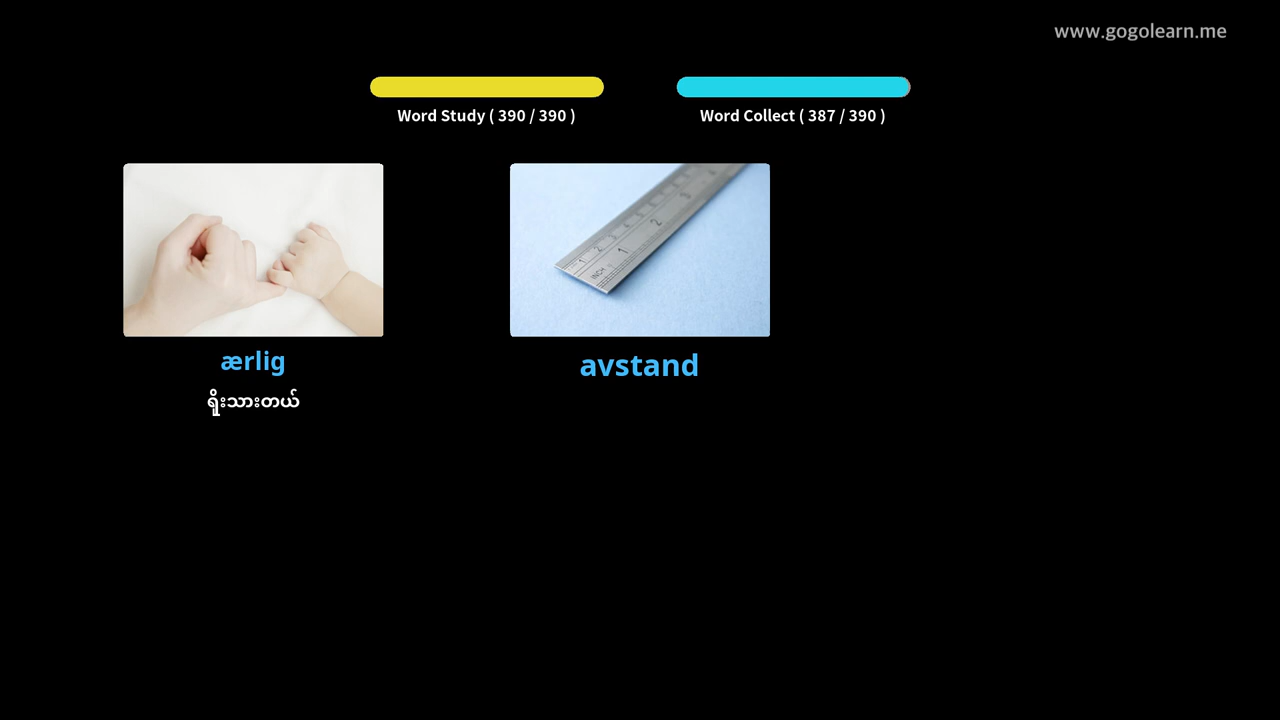 www.gogolearn.me
Word Study ( 390 / 390 )
Word Collect ( 387 / 390 )
ærlig
ရိုးသားတယ်
avstand